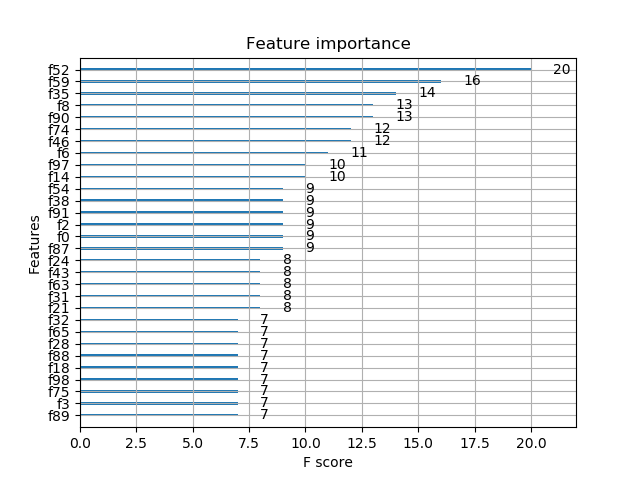 Feature importance
f52 20
f59 16
f35 14
f8 13
f90 13
f74 12
f46 12
f6 11
f97 10
f14 10
f54 9
f38 9
f91 9
f2 9
f0 9
f87 9
f24 8
f43 8
f63 8
f31 8
f21 8
f32 7
f65 7
f28 7
f88 7
f18 7
f98 7
f75 7
f3 7
f89 7
Features
0.0 2.5 5.0 7.5 10.0 12.5 15.0 17.5 20.0
F score